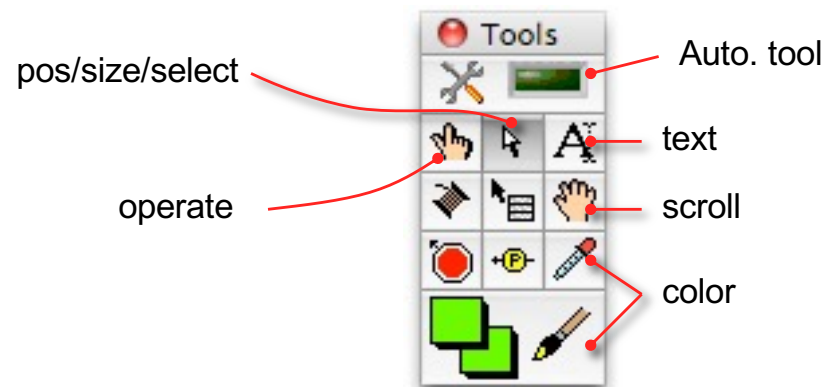 Tools
pos/size/select
Auto. tool
text
operate
scroll
color